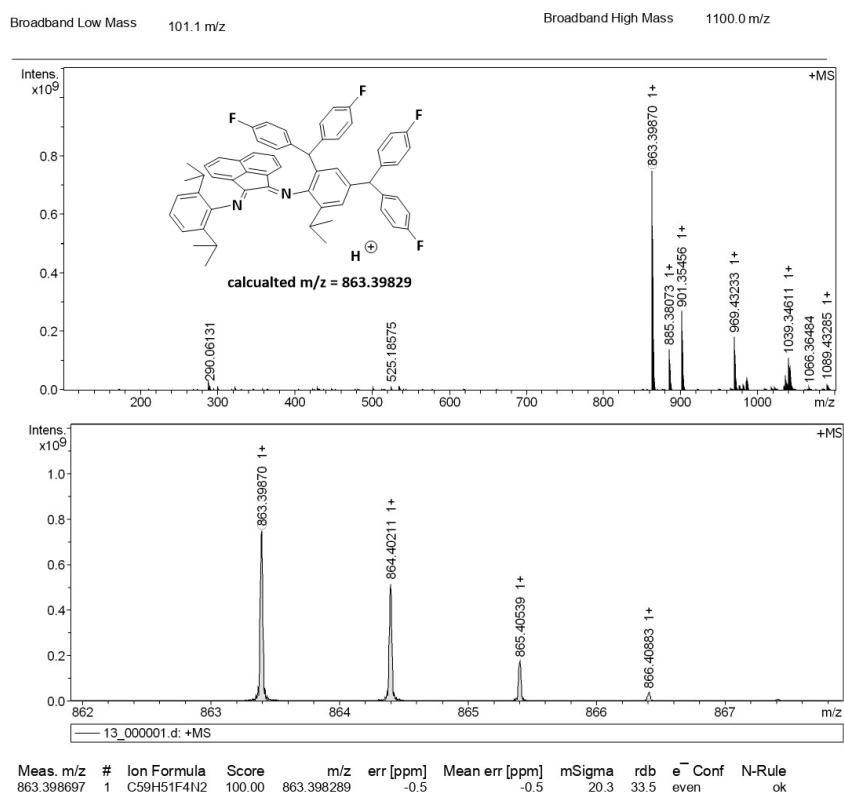 Broadband Low Mass 101.1 m/z Broadband High Mass 1100.0 m/z
Intens.
x10⁹
+MS
0.8
0.6
0.4
0.2
0.0
F
F
F
F
N
N
H ⊕
calcualted m/z = 863.39829
290.06131
525.18575
863.39870 1+
885.38073 1+
901.35456 1+
969.43233 1+
1039.34611 1+
1066.36484
1089.43285 1+
200 300 400 500 600 700 800 900 1000 m/z
Intens.
x10⁹
+MS
1.0
0.8
0.6
0.4
0.2
0.0
863.39870 1+
864.40211 1+
865.40539 1+
866.40883 1+
862 863 864 865 866 867 m/z
13_000001.d: +MS
Meas. m/z # Ion Formula Score m/z err [ppm] Mean err [ppm] mSigma rdb e⁻ Conf N-Rule
863.398697 1 C59H51F4N2 100.00 863.398289 -0.5 -0.5 20.3 33.5 even ok